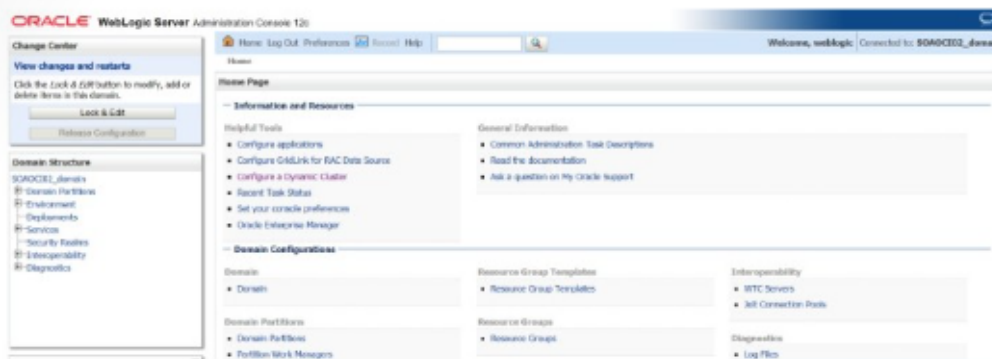 ORACLE WebLogic Server Administration Console 12c
Change Center
View changes and restarts
Click the Lock & Edit button to modify, add or
delete items in this domain.
Lock & Edit
Release Configuration
Domain Structure
SOAOCI02_domain
Domain Partitions
Environment
Deployments
Services
Security Realms
Interoperability
Diagnostics
Home Log Out Preferences Record Help
Welcome, weblogic Connected to: SOAOCI02_doma
Home
Home Page
Information and Resources
Helpful Tools
Configure applications
Configure GridLink for RAC Data Source
Configure a Dynamic Cluster
Recent Task Status
Set your console preferences
Oracle Enterprise Manager
General Information
Common Administration Task Descriptions
Read the documentation
Ask a question on My Oracle Support
Domain Configurations
Domain
Domain
Resource Group Templates
Resource Group Templates
Interoperability
WTC Servers
Jolt Connection Pools
Domain Partitions
Domain Partitions
Partition Work Managers
Resource Groups
Resource Groups
Diagnostics
Log Files